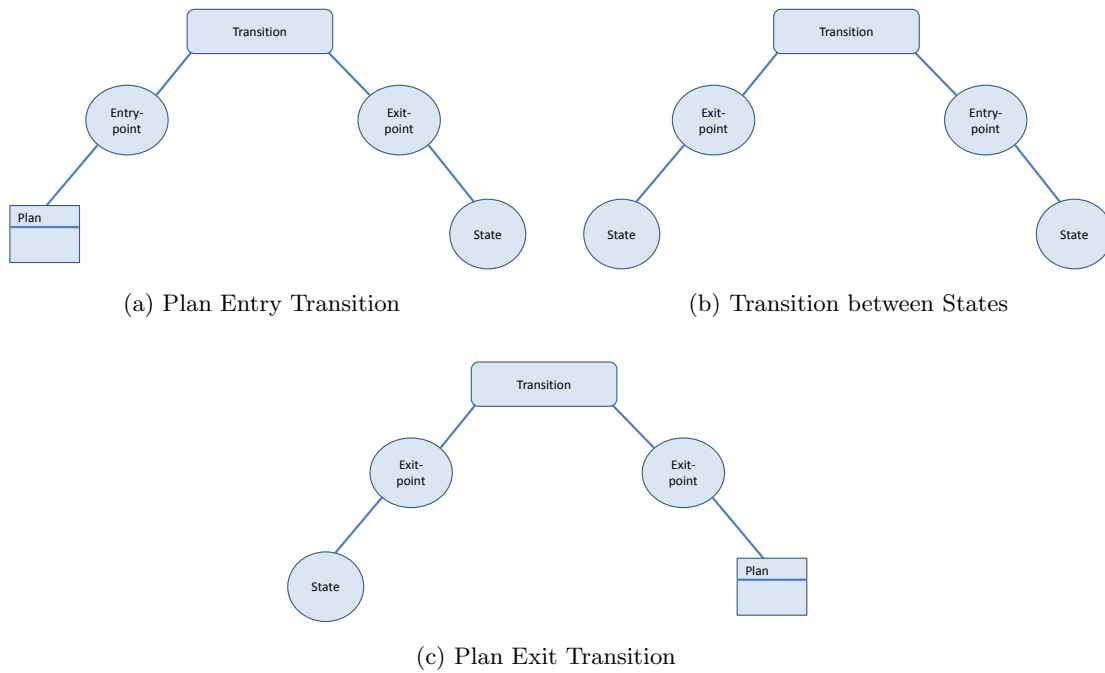 Transition
Transition
Entry-
point
Exit-
point
Exit-
point
Entry-
point
Plan
State
State
State
(a) Plan Entry Transition
(b) Transition between States
Transition
Exit-
point
Exit-
point
State
Plan
(c) Plan Exit Transition